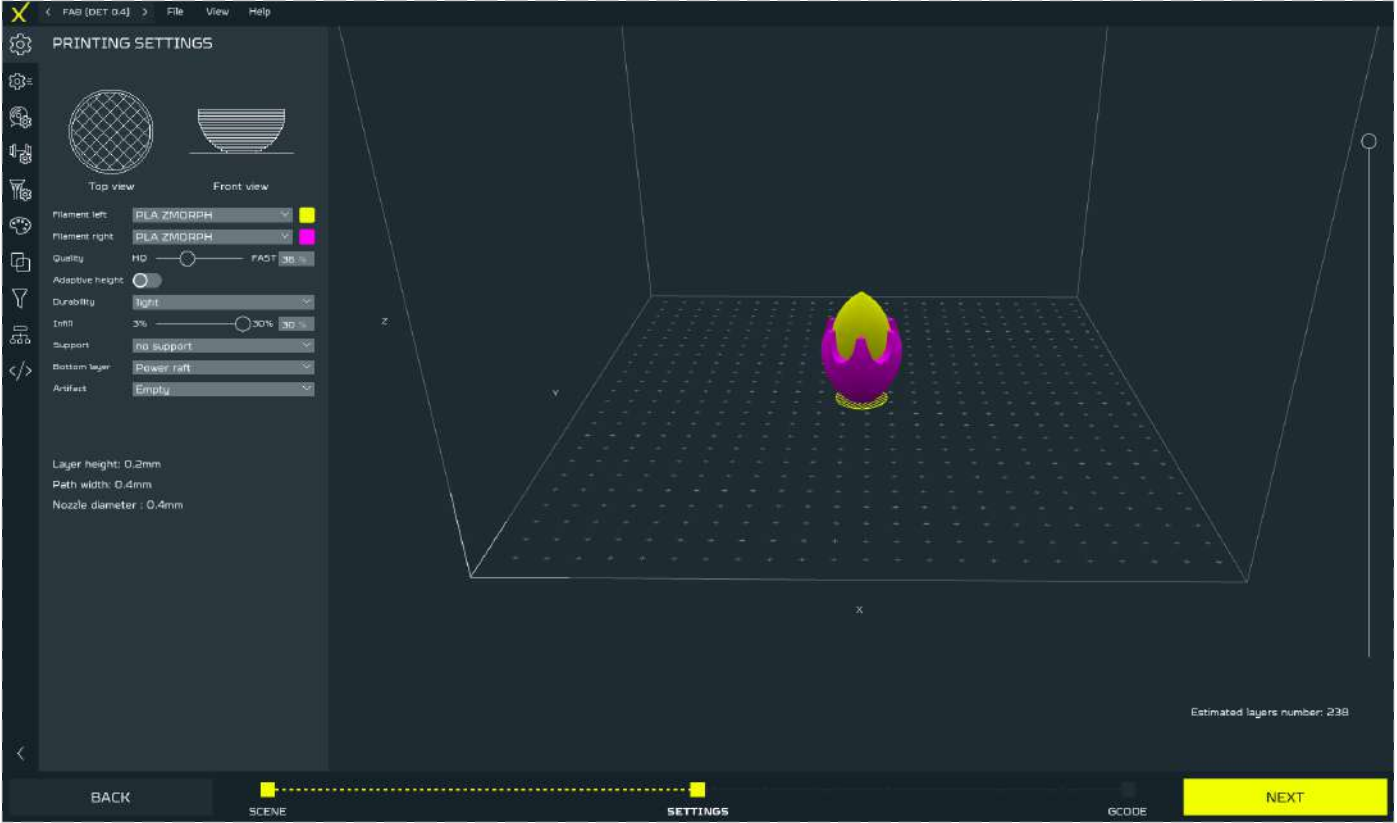 FAB (DET 0.4) File View Help
PRINTING SETTINGS
Top view Front view
Filament left PLA ZMORPH
Filament right PLA ZMORPH
Quality HD FAST 36 %
Adaptive height
Durability light
Infill 3% 30% 30 %
Support no support
Bottom layer Power raft
Artifact Empty
Layer height: 0.2mm
Path width: 0.4mm
Nozzle diameter : 0.4mm
Z
Y
X
Estimated layers number: 238
BACK
SCENE
SETTINGS
GCODE
NEXT